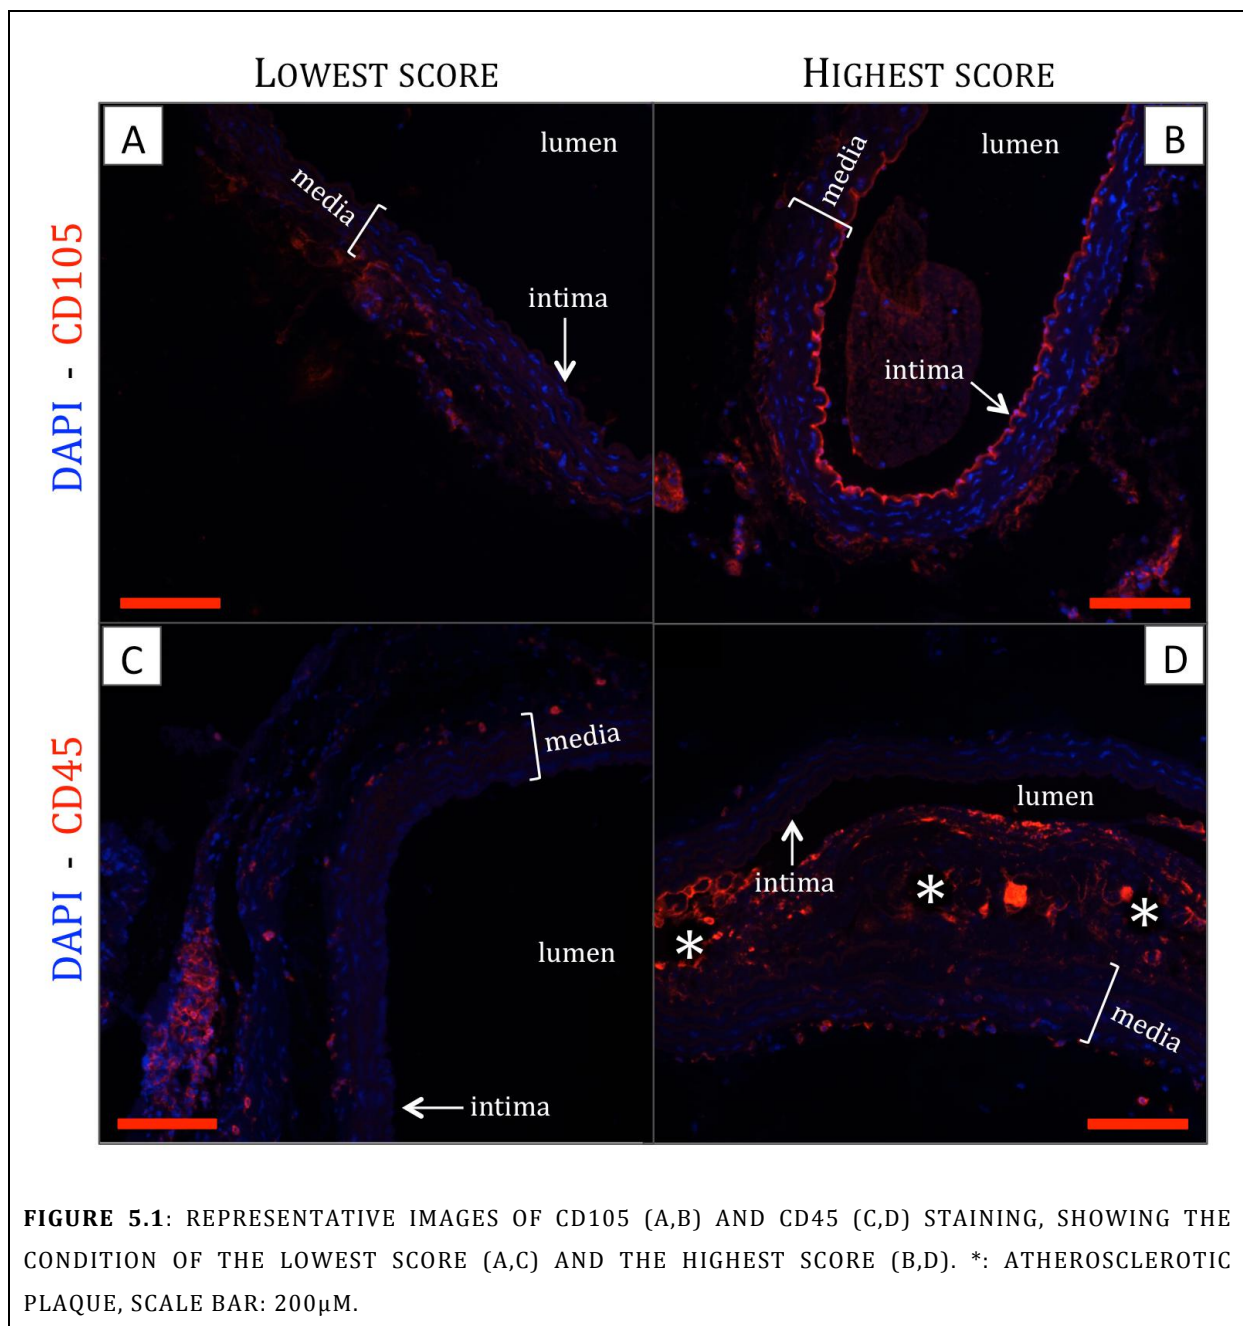 LOWEST SCORE
HIGHEST SCORE
DAPI - CD105
A
lumen
media
intima
B
lumen
media
intima
DAPI - CD45
C
media
lumen
intima
D
lumen
intima
*
*
*
media
FIGURE 5.1: REPRESENTATIVE IMAGES OF CD105 (A,B) AND CD45 (C,D) STAINING, SHOWING THE
CONDITION OF THE LOWEST SCORE (A,C) AND THE HIGHEST SCORE (B,D). *: ATHEROSCLEROTIC
PLAQUE, SCALE BAR: 200µM.